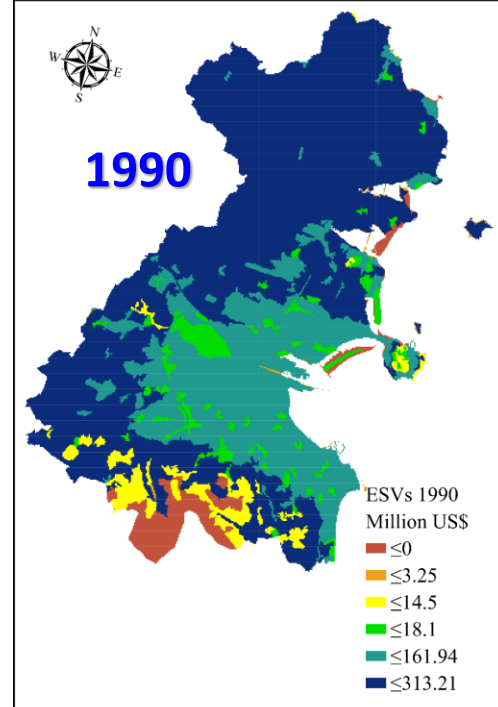 N
W
E
S
1990
ESVs 1990
Million US$
≤0
≤3.25
≤14.5
≤18.1
≤161.94
≤313.21